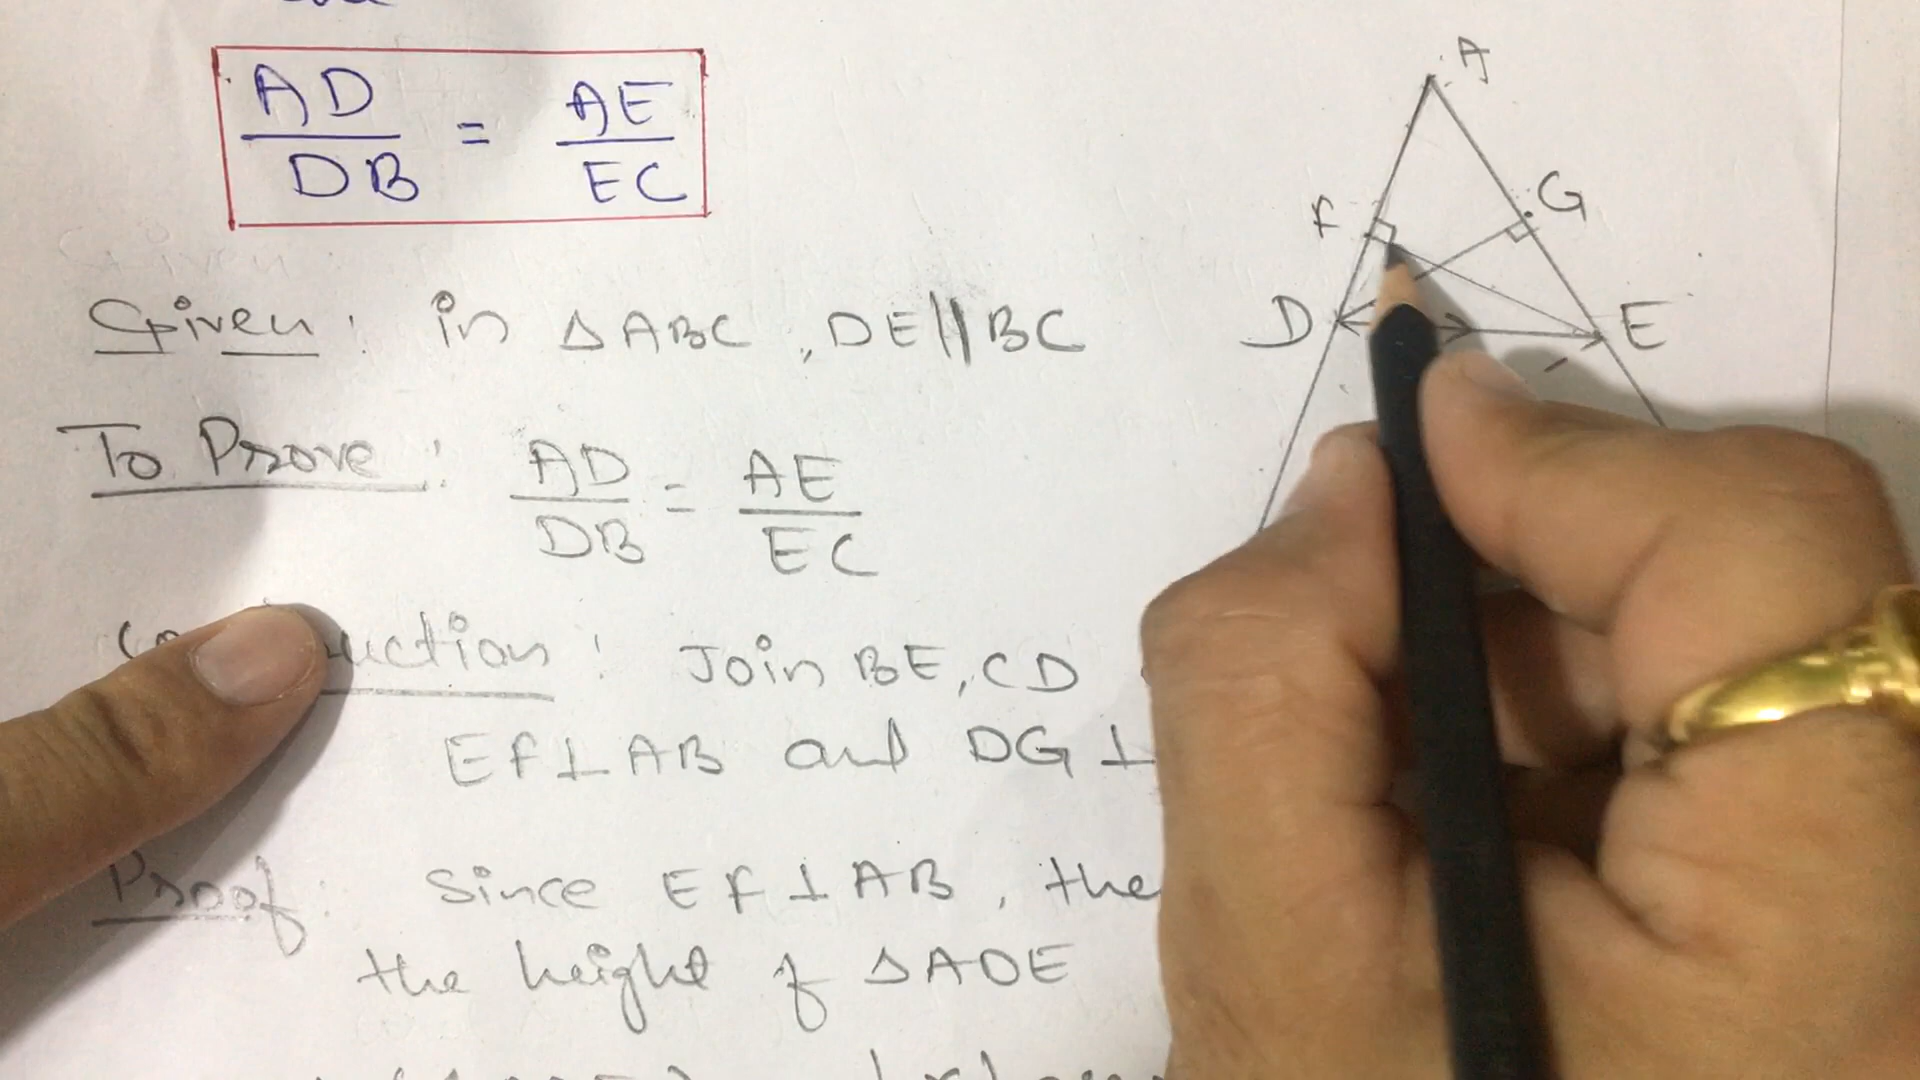 AD/DB = AE/EC
Given: in △ABC, DE||BC
To Prove: AD/DB = AE/EC
Join BE, CD
EF⊥AB and DG⊥
Proof: Since EF⊥AB, the
the height of △ADE
A
G
F
D
E